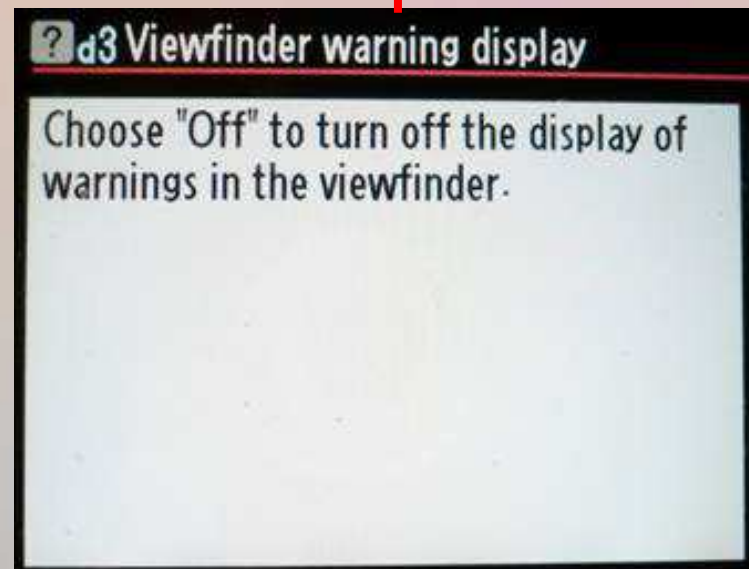 ? d3 Viewfinder warning display
Choose "Off" to turn off the display of
warnings in the viewfinder.